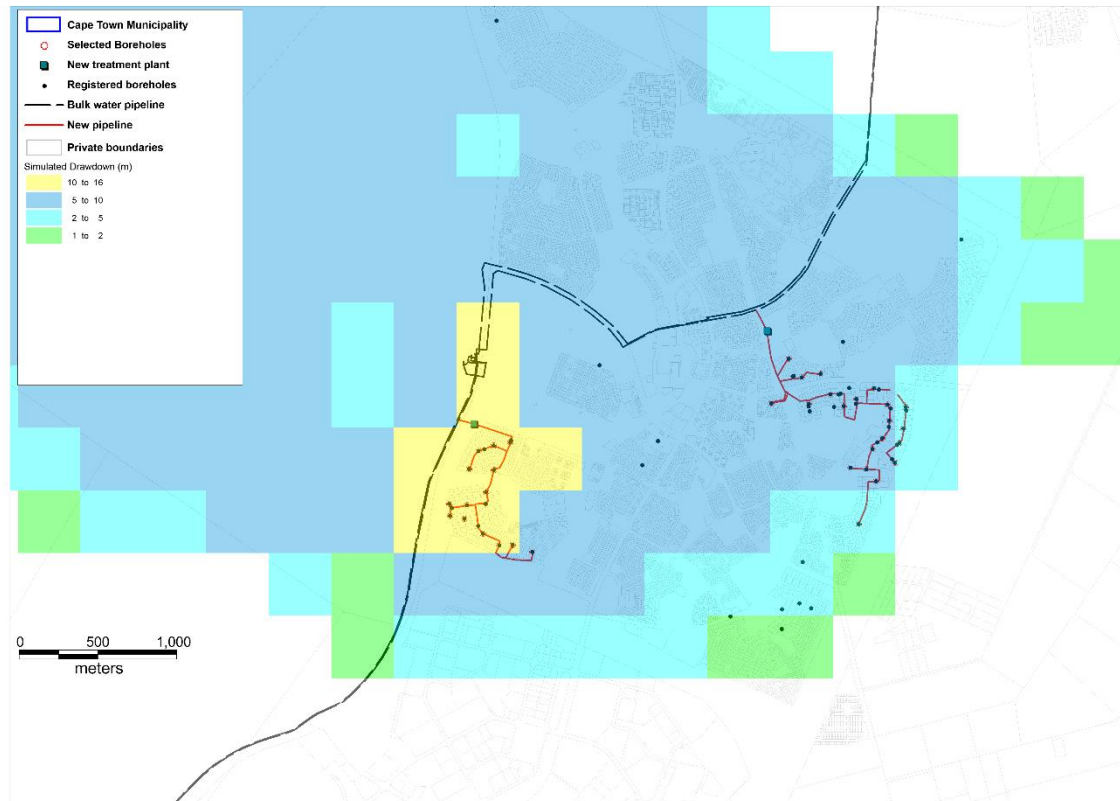 Cape Town Municipality
Selected Boreholes
New treatment plant
Registered boreholes
Bulk water pipeline
New pipeline
Private boundaries
Simulated Drawdown (m)
10 to 16
5 to 10
2 to 5
1 to 2
0 500 1,000
meters